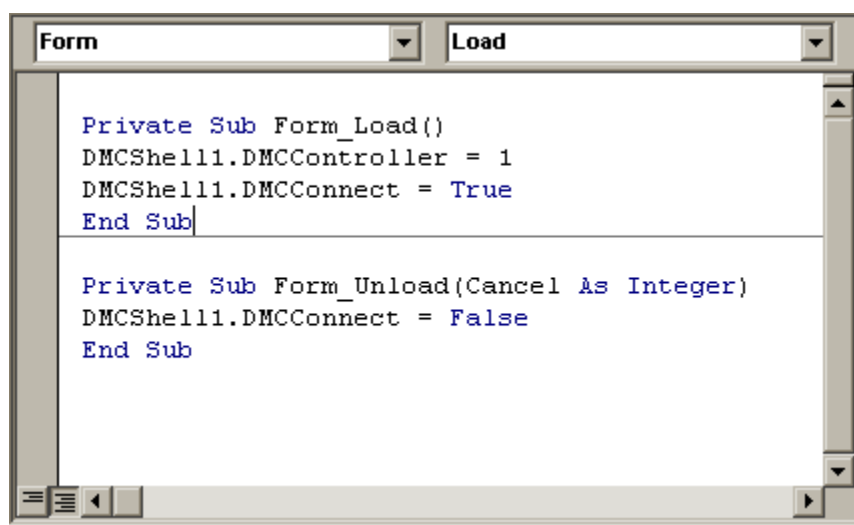 Form Load
Private Sub Form_Load()
DMCShell1.DMCController = 1
DMCShell1.DMCConnect = True
End Sub
Private Sub Form_Unload(Cancel As Integer)
DMCShell1.DMCConnect = False
End Sub